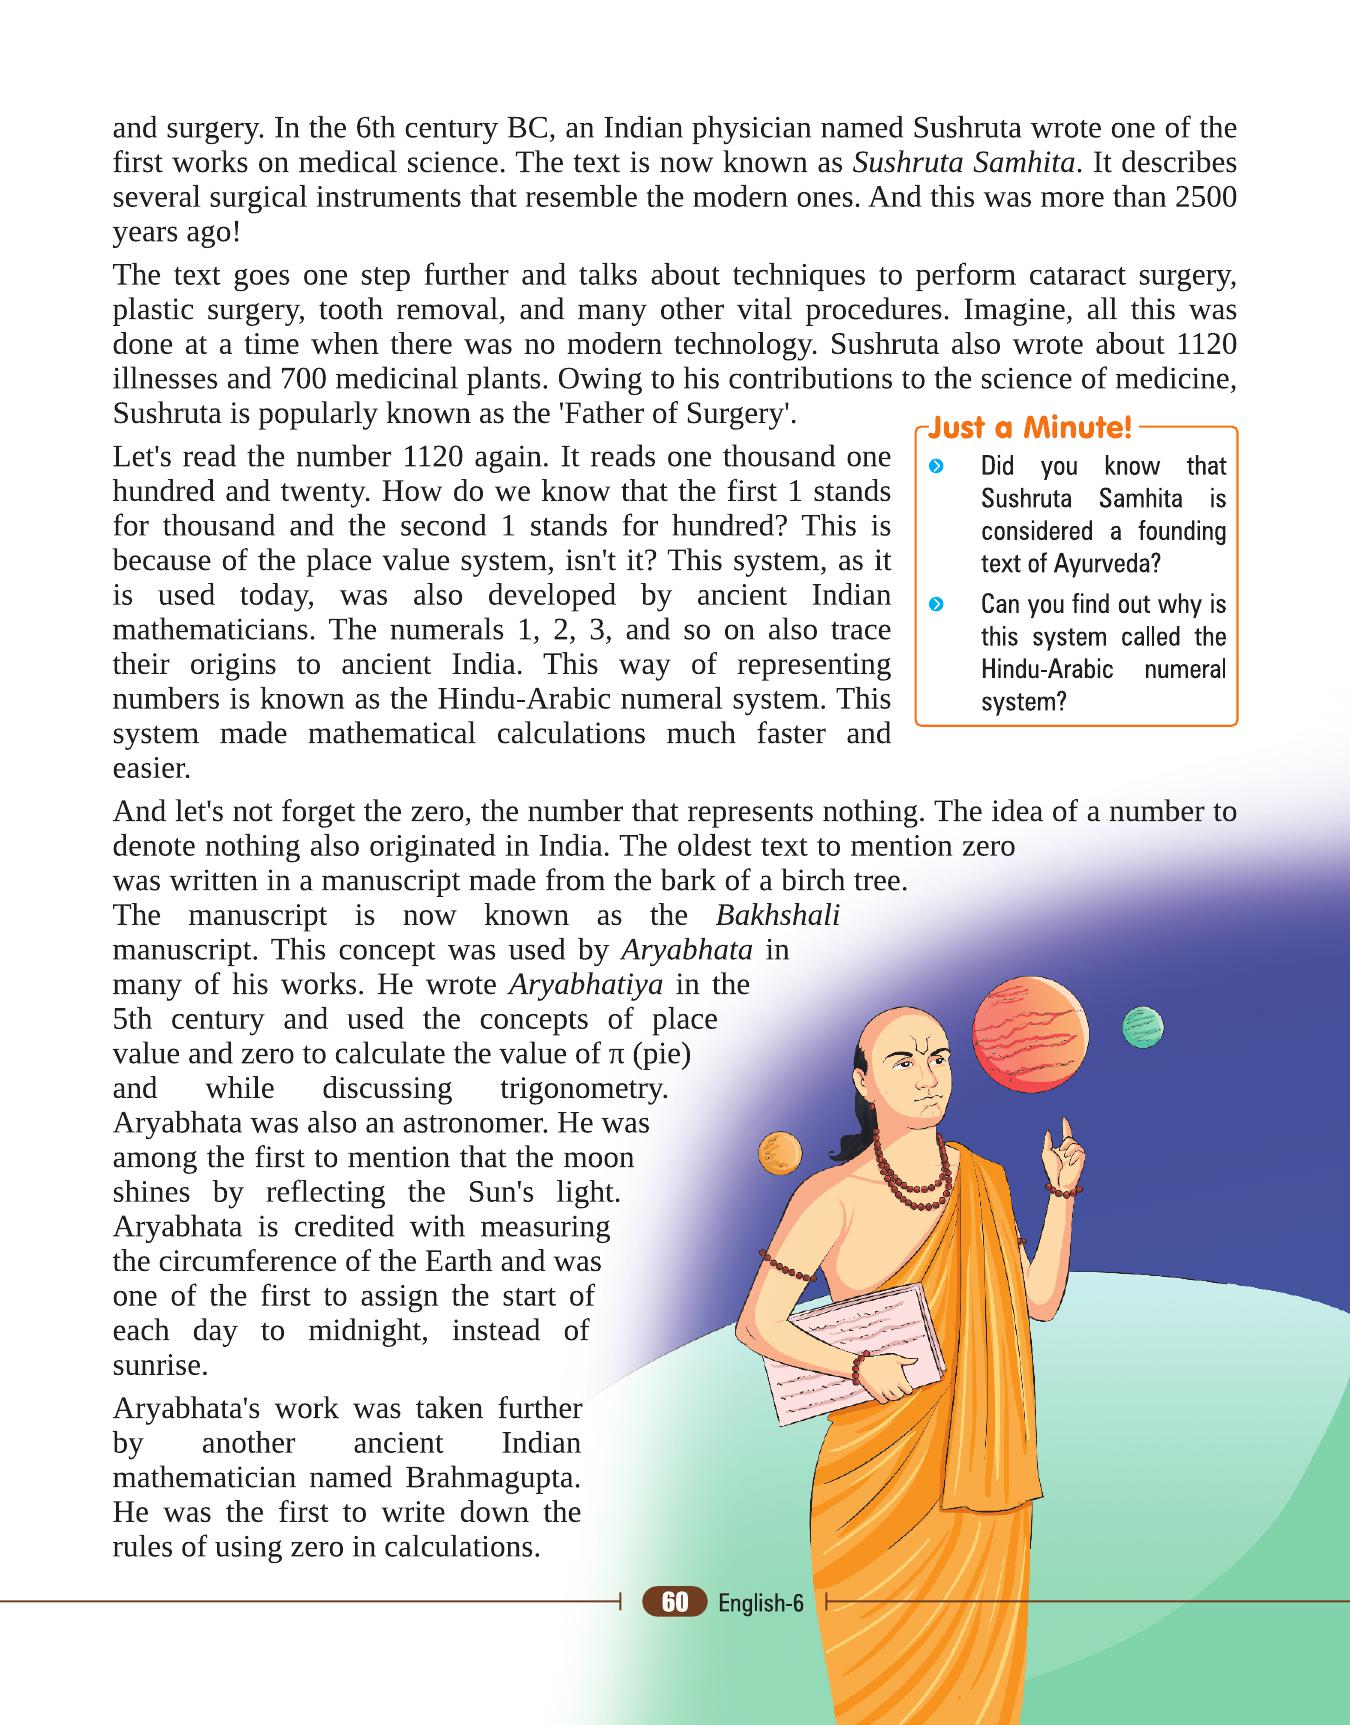 and surgery. In the 6th century BC, an Indian physician named Sushruta wrote one of the
first works on medical science. The text is now known as Sushruta Samhita. It describes
several surgical instruments that resemble the modern ones. And this was more than 2500
years ago!
The text goes one step further and talks about techniques to perform cataract surgery,
plastic surgery, tooth removal, and many other vital procedures. Imagine, all this was
done at a time when there was no modern technology. Sushruta also wrote about 1120
illnesses and 700 medicinal plants. Owing to his contributions to the science of medicine,
Sushruta is popularly known as the 'Father of Surgery'.
Let's read the number 1120 again. It reads one thousand one
hundred and twenty. How do we know that the first 1 stands
for thousand and the second 1 stands for hundred? This is
because of the place value system, isn't it? This system, as it
is used today, was also developed by ancient Indian
mathematicians. The numerals 1, 2, 3, and so on also trace
their origins to ancient India. This way of representing
numbers is known as the Hindu-Arabic numeral system. This
system made mathematical calculations much faster and
easier.
Just a Minute!
Did you know that
Sushruta Samhita is
considered a founding
text of Ayurveda?
Can you find out why is
this system called the
Hindu-Arabic numeral
system?
And let's not forget the zero, the number that represents nothing. The idea of a number to
denote nothing also originated in India. The oldest text to mention zero
was written in a manuscript made from the bark of a birch tree.
The manuscript is now known as the Bakhshali
manuscript. This concept was used by Aryabhata in
many of his works. He wrote Aryabhatiya in the
5th century and used the concepts of place
value and zero to calculate the value of π (pie)
and while discussing trigonometry.
Aryabhata was also an astronomer. He was
among the first to mention that the moon
shines by reflecting the Sun's light.
Aryabhata is credited with measuring
the circumference of the Earth and was
one of the first to assign the start of
each day to midnight, instead of
sunrise.
Aryabhata's work was taken further
by another ancient Indian
mathematician named Brahmagupta.
He was the first to write down the
rules of using zero in calculations.
60 English-6